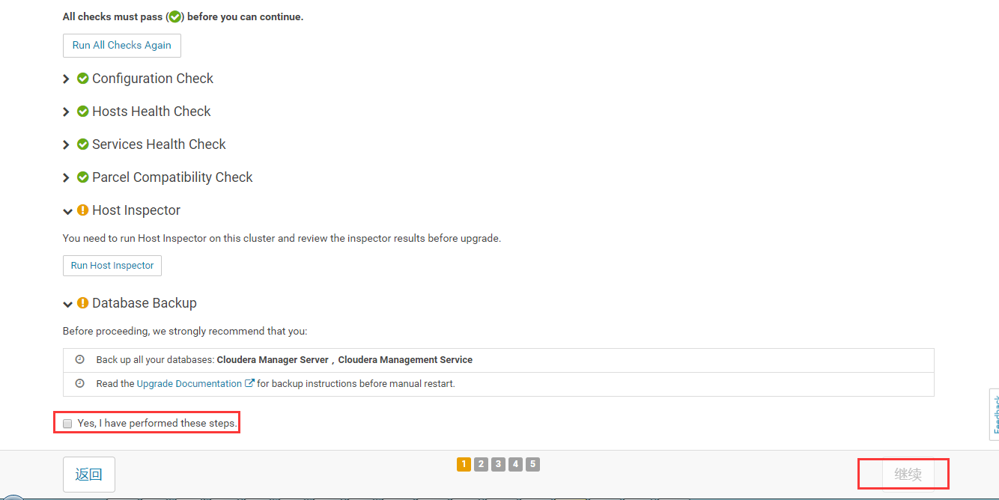 All checks must pass () before you can continue.
Run All Checks Again
Configuration Check
Hosts Health Check
Services Health Check
Parcel Compatibility Check
Host Inspector
You need to run Host Inspector on this cluster and review the inspector results before upgrade.
Run Host Inspector
Database Backup
Before proceeding, we strongly recommend that you:
Back up all your databases: Cloudera Manager Server , Cloudera Management Service
Read the Upgrade Documentation for backup instructions before manual restart.
Feedback
Yes, I have performed these steps.
返回
1 2 3 4 5
继续